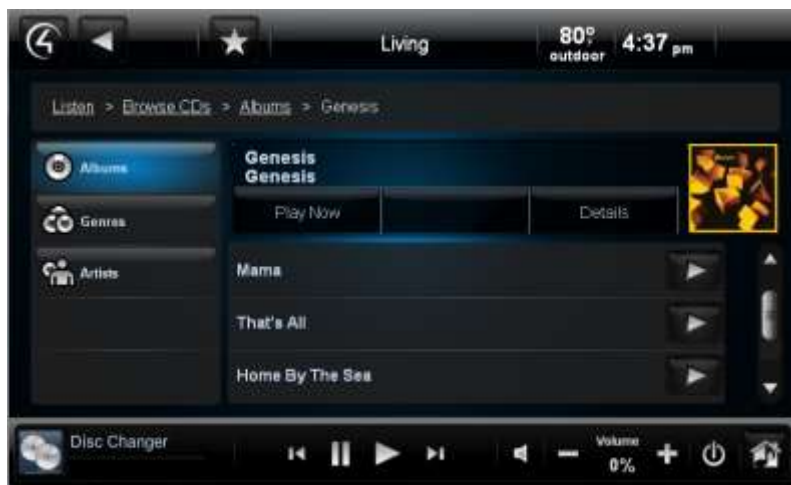 4
Living
80°F
outdoor
4:37 pm
Listen > Browse CDs > Albums > Genesis
Albums
Genres
Artists
Genesis
Genesis
Play Now
Details
Mama
That's All
Home By The Sea
Disc Changer
Volume
0%